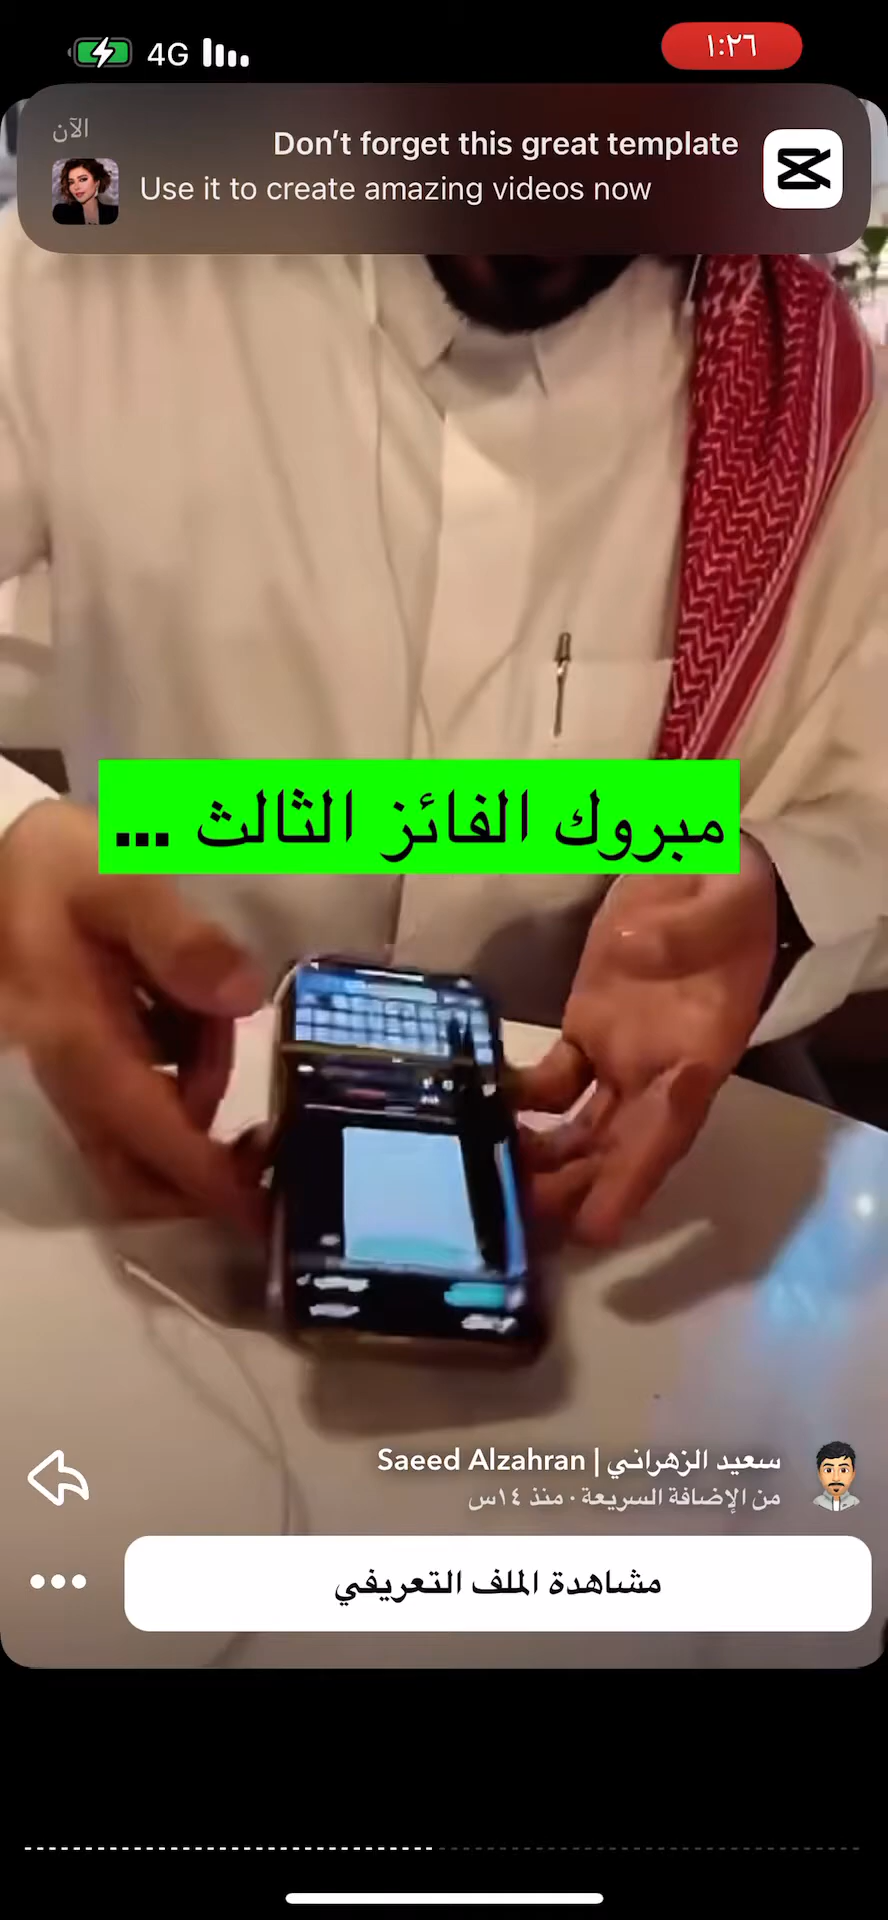 4G
١:٢٦
الآن
Don't forget this great template
Use it to create amazing videos now
مبروك الفائز الثالث ...
سعيد الزهراني | Saeed Alzahran
من الإضافة السريعة · منذ ١٤س
مشاهدة الملف التعريفي